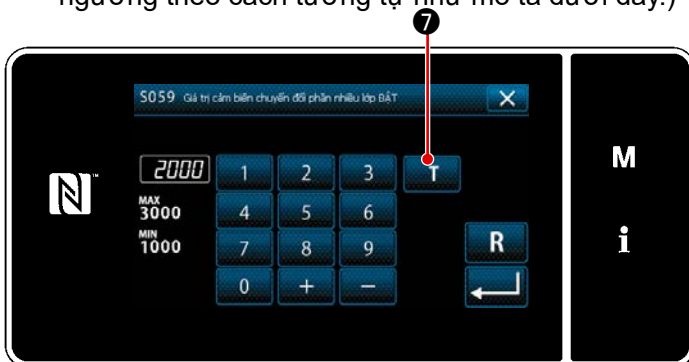 ngưỡng theo cách tương tự như mô tả dưới đây.)
❼
S059 Giá trị cảm biến chuyển đổi phần nhiều lớp BẬT ✕
2000 1 2 3 T
MAX
3000 4 5 6 M
MIN
1000 7 8 9 R i
0 + −
N